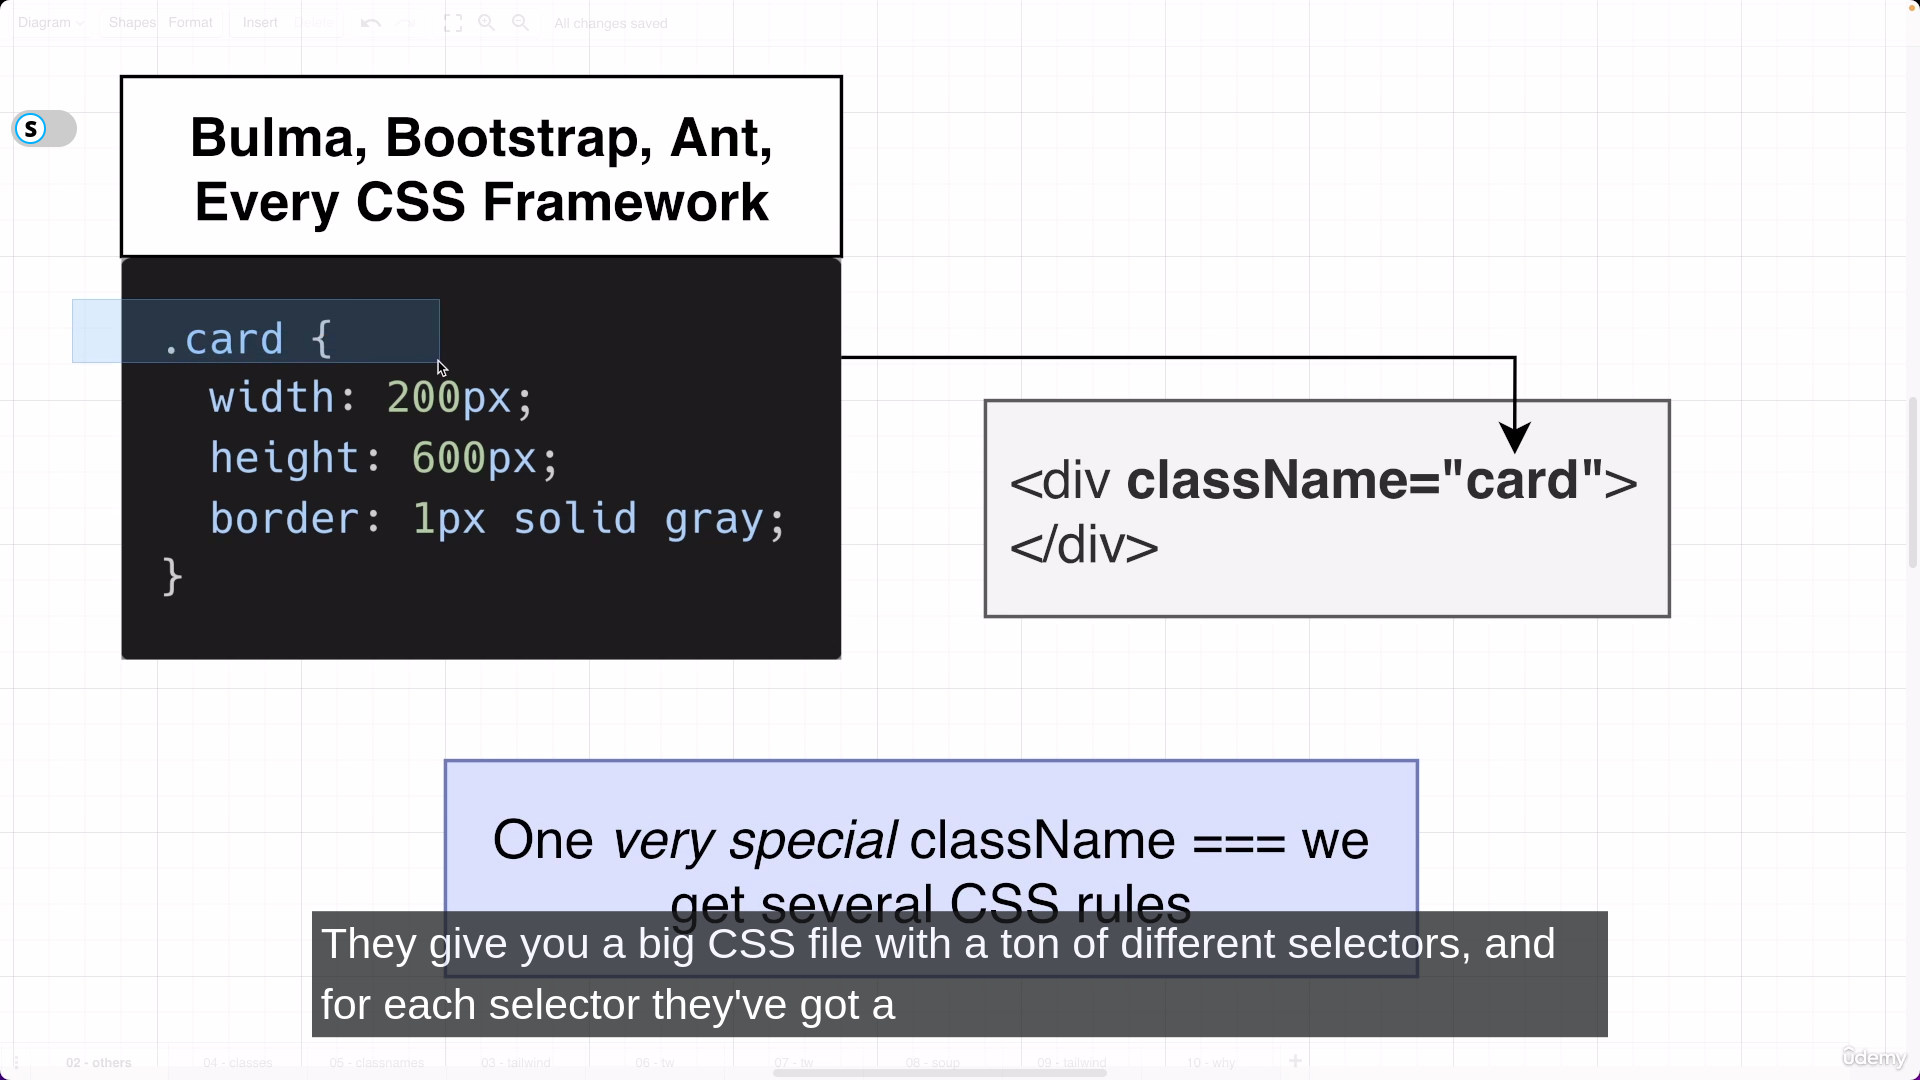 Diagram Shapes Format Insert Delete All changes saved
S
Bulma, Bootstrap, Ant,
Every CSS Framework
.card {
width: 200px;
height: 600px;
border: 1px solid gray;
}
<div className="card">
</div>
One very special className === we
get several CSS rules
They give you a big CSS file with a ton of different selectors, and
for each selector they've got a
02 - others 04 - classes 05 - classnames 03 - tailwind 06 - tw 07 - tw 08 - soup 09 - tailwind 10 - why +
ûdemy